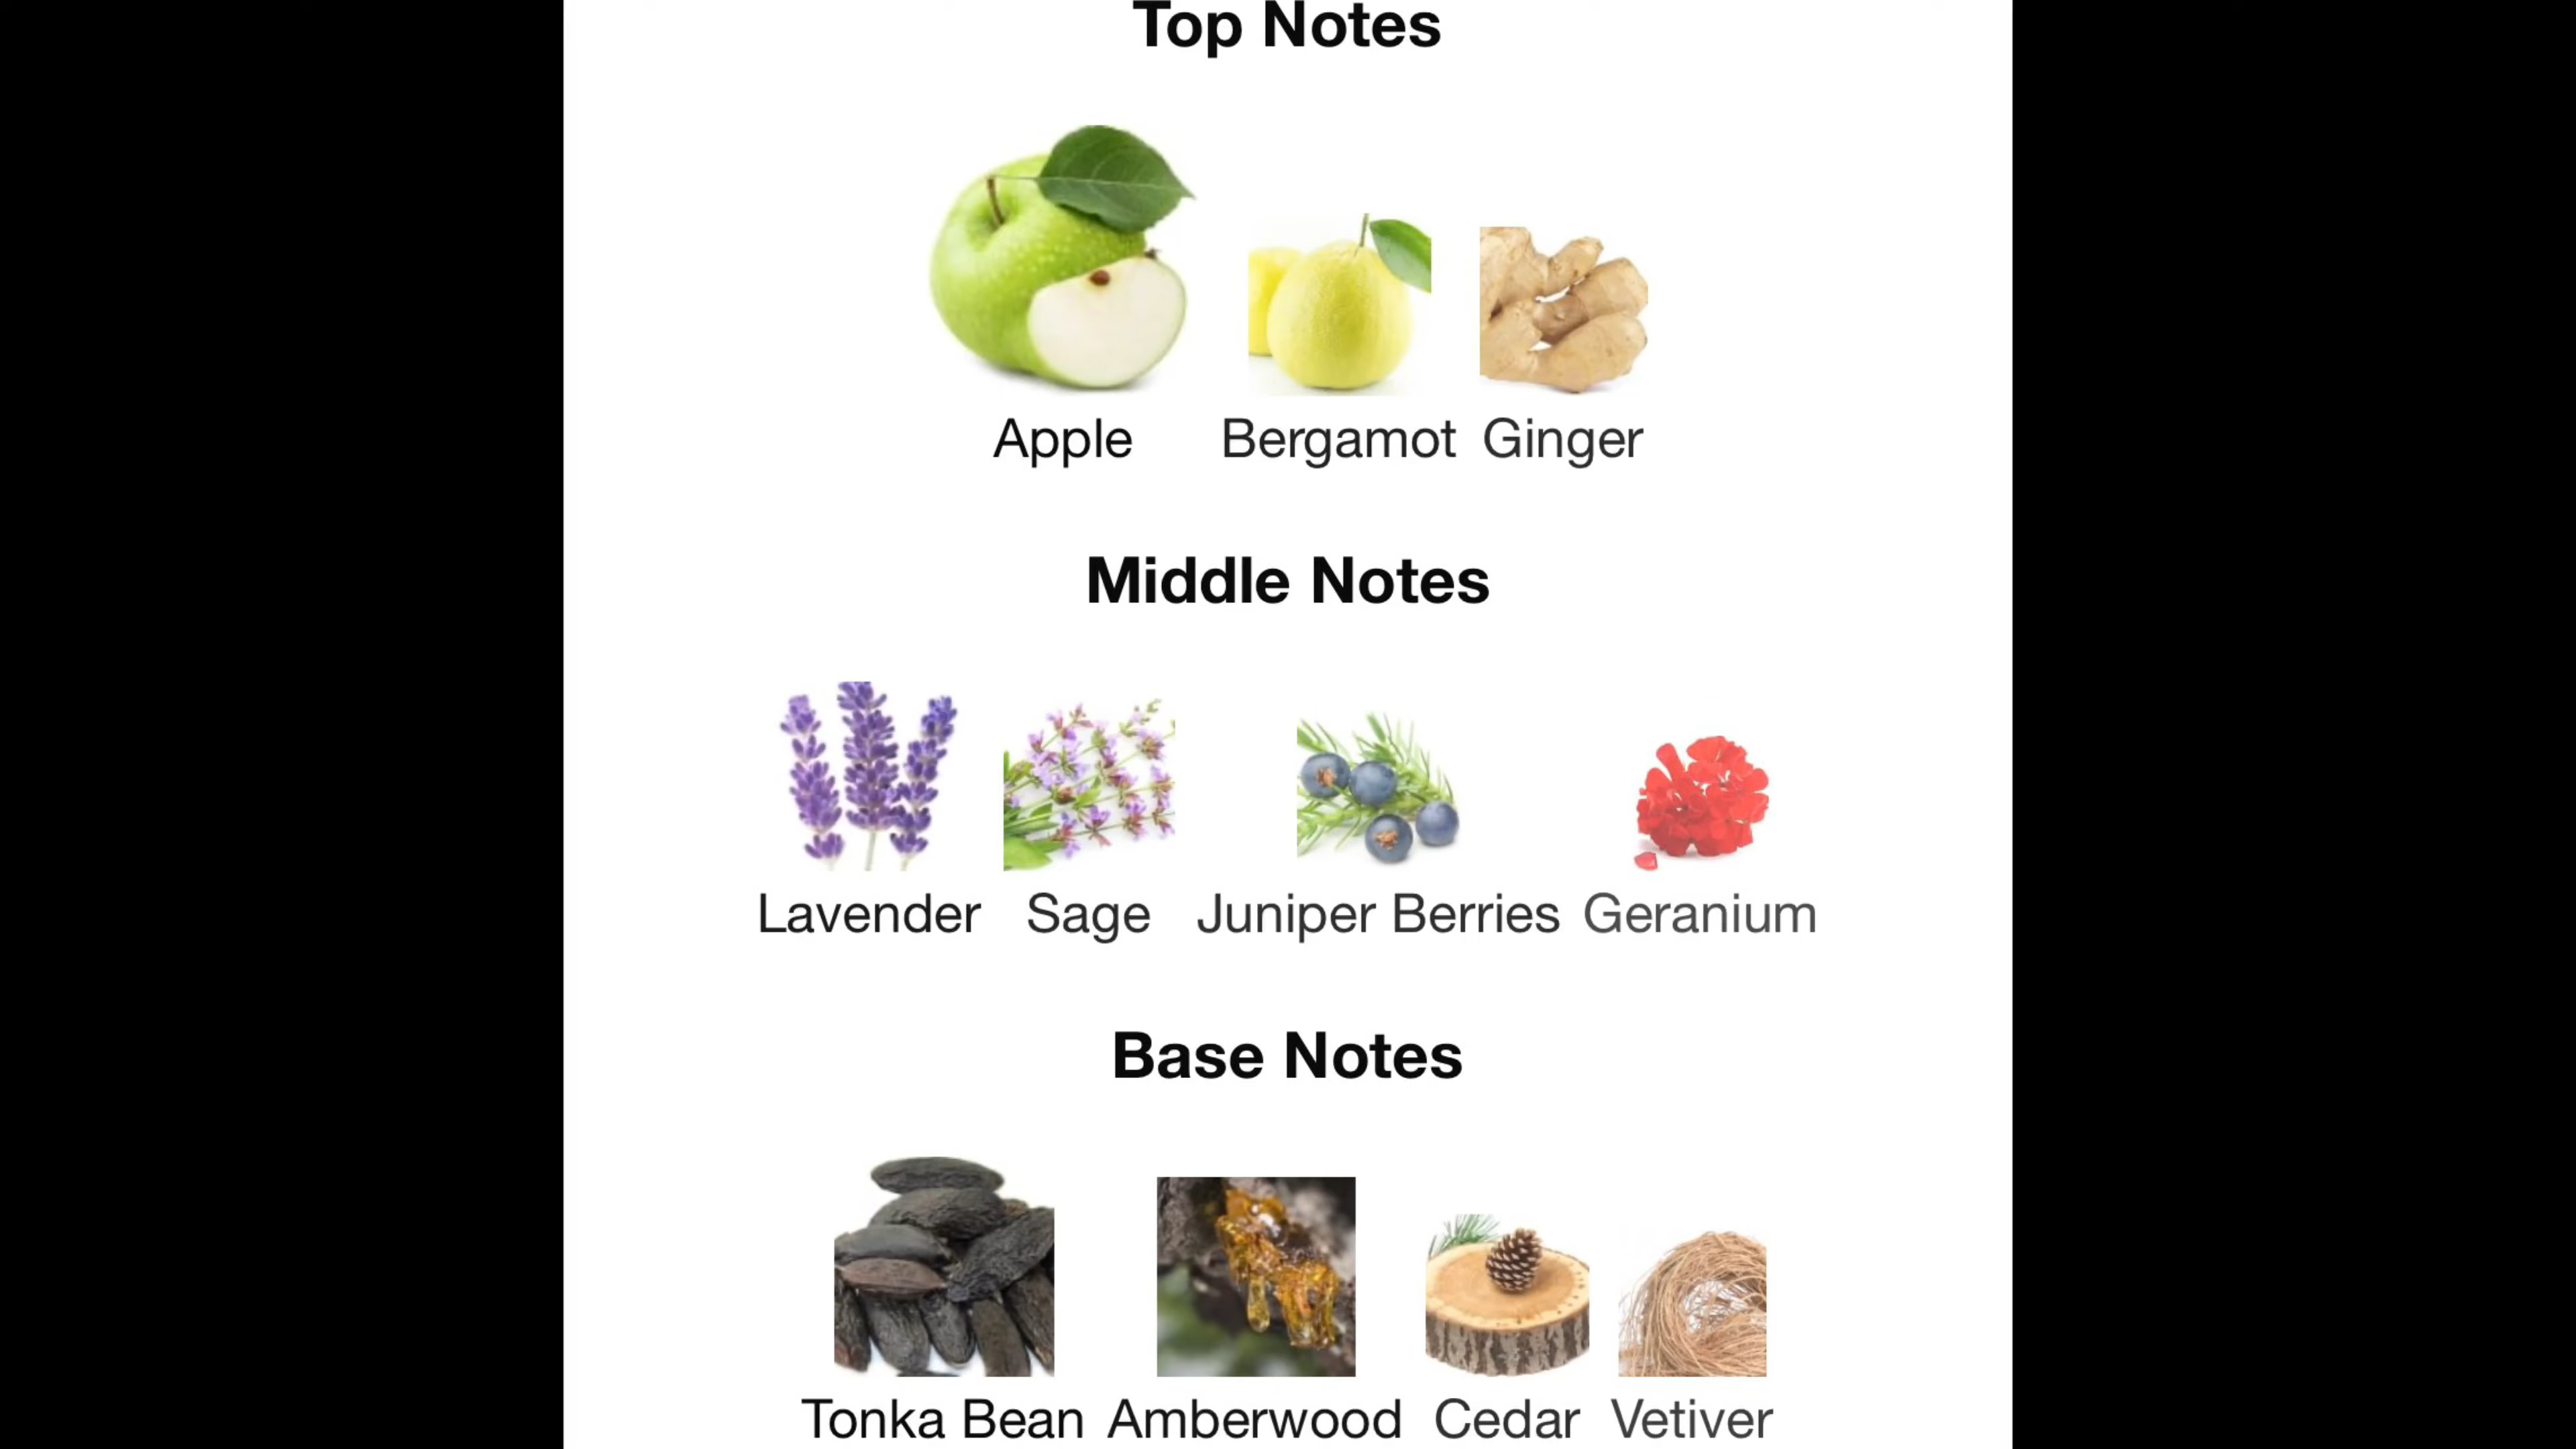 Top Notes
Apple Bergamot Ginger
Middle Notes
Lavender Sage Juniper Berries Geranium
Base Notes
Tonka Bean Amberwood Cedar Vetiver